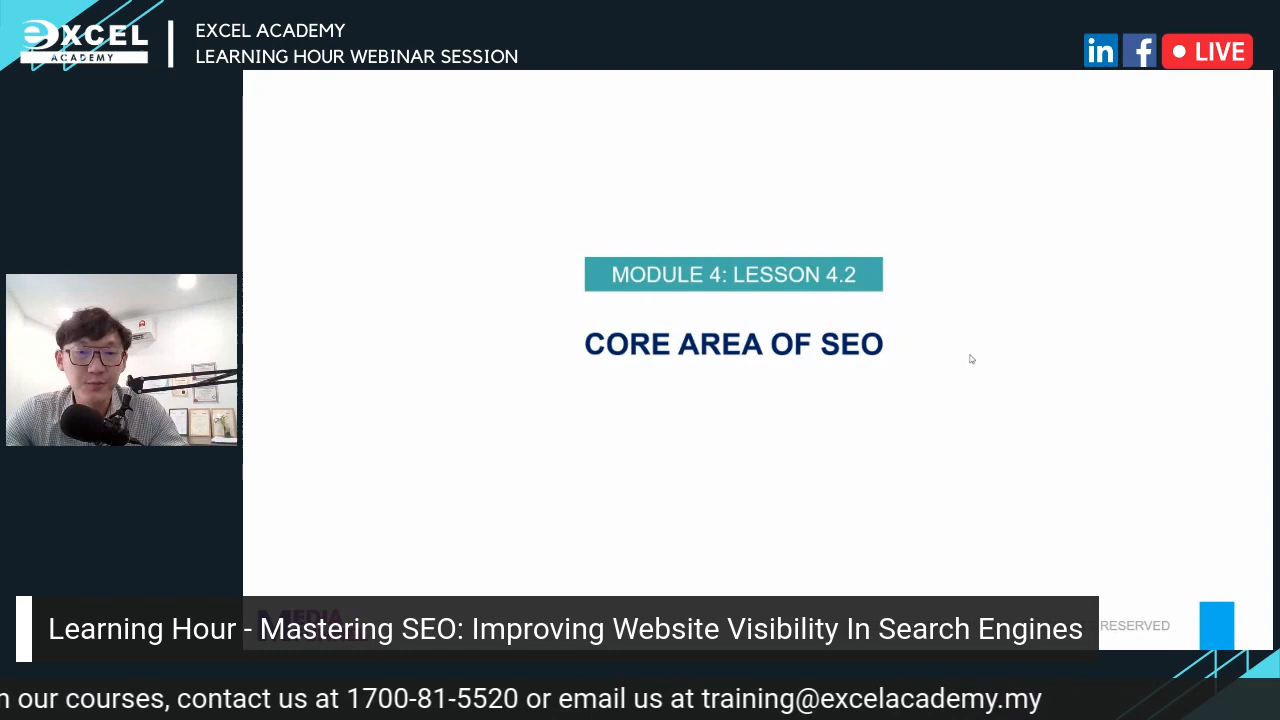 eXCEL
ACADEMY
EXCEL ACADEMY
LEARNING HOUR WEBINAR SESSION
in f LIVE
MODULE 4: LESSON 4.2
CORE AREA OF SEO
MEDIA
Learning Hour - Mastering SEO: Improving Website Visibility In Search Engines
RESERVED
our courses, contact us at 1700-81-5520 or email us at training@excelacademy.my